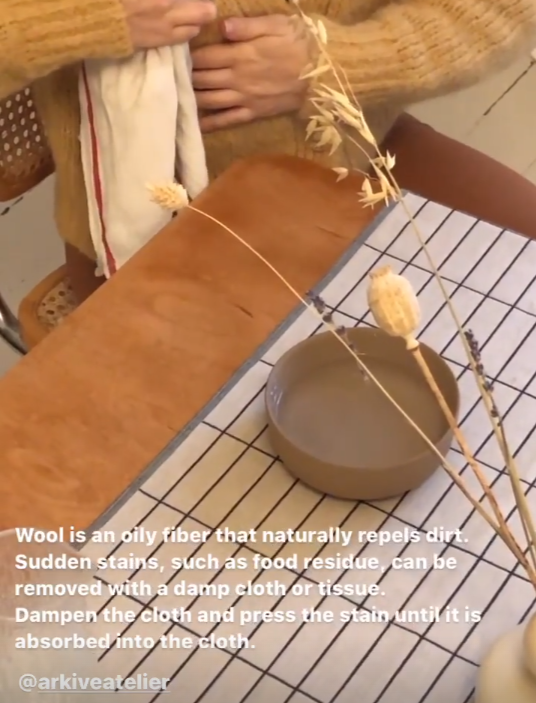 Wool is an oily fiber that naturally repels dirt.
Sudden stains, such as food residue, can be
removed with a damp cloth or tissue.
Dampen the cloth and press the stain until it is
absorbed into the cloth.
@arkiveatelier